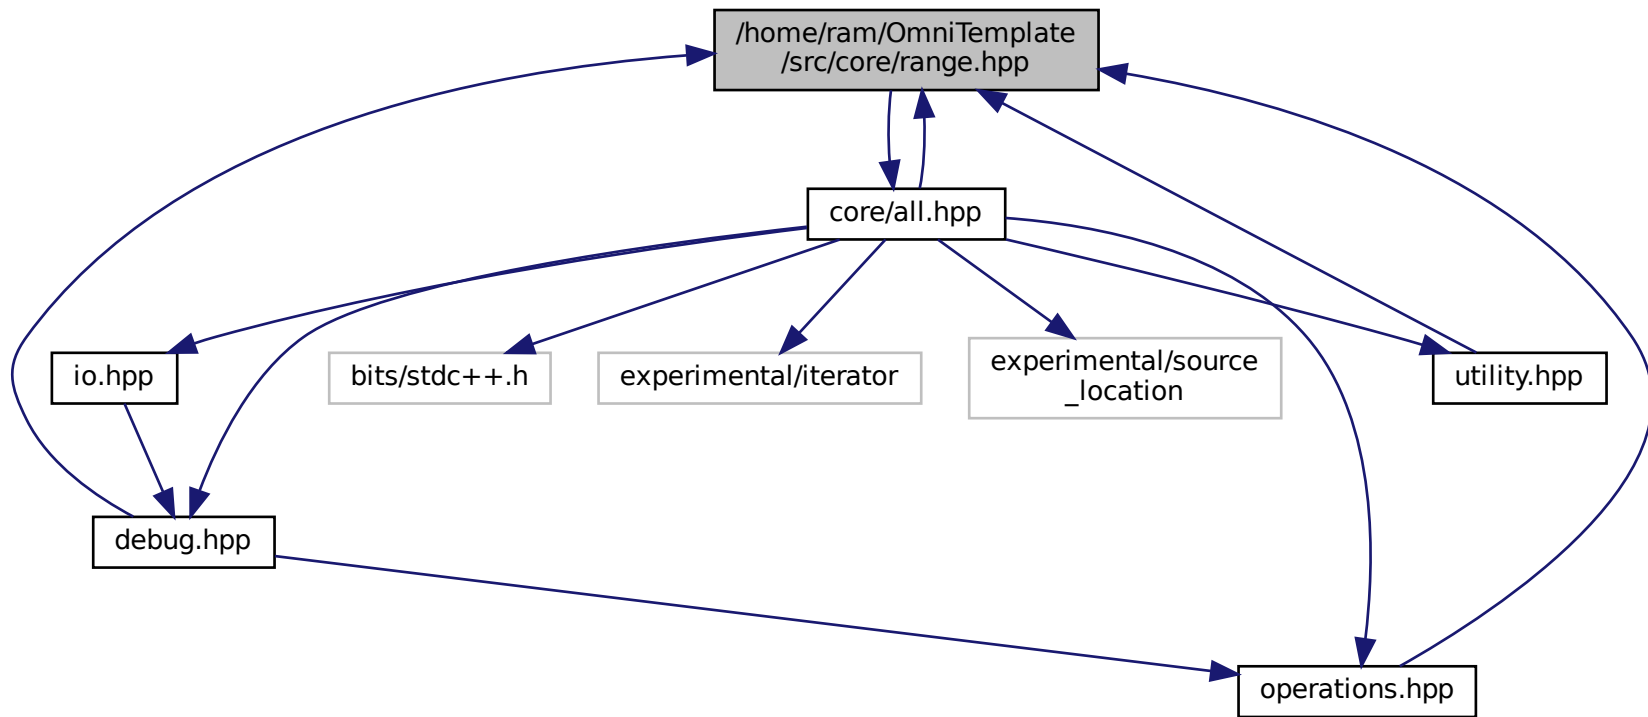 /home/ram/OmniTemplate
/src/core/range.hpp
core/all.hpp
io.hpp
bits/stdc++.h
experimental/iterator
experimental/source
_location
utility.hpp
debug.hpp
operations.hpp